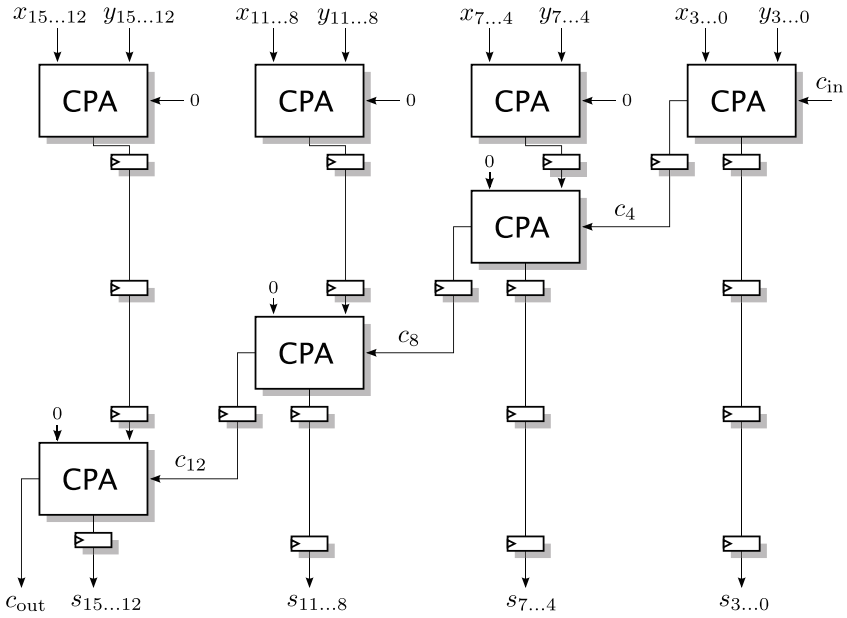 x15...12 y15...12 x11...8 y11...8 x7...4 y7...4 x3...0 y3...0
cin
CPA 0 CPA 0 CPA 0 CPA
0
CPA c4
0
CPA c8
0
CPA c12
cout s15...12 s11...8 s7...4 s3...0